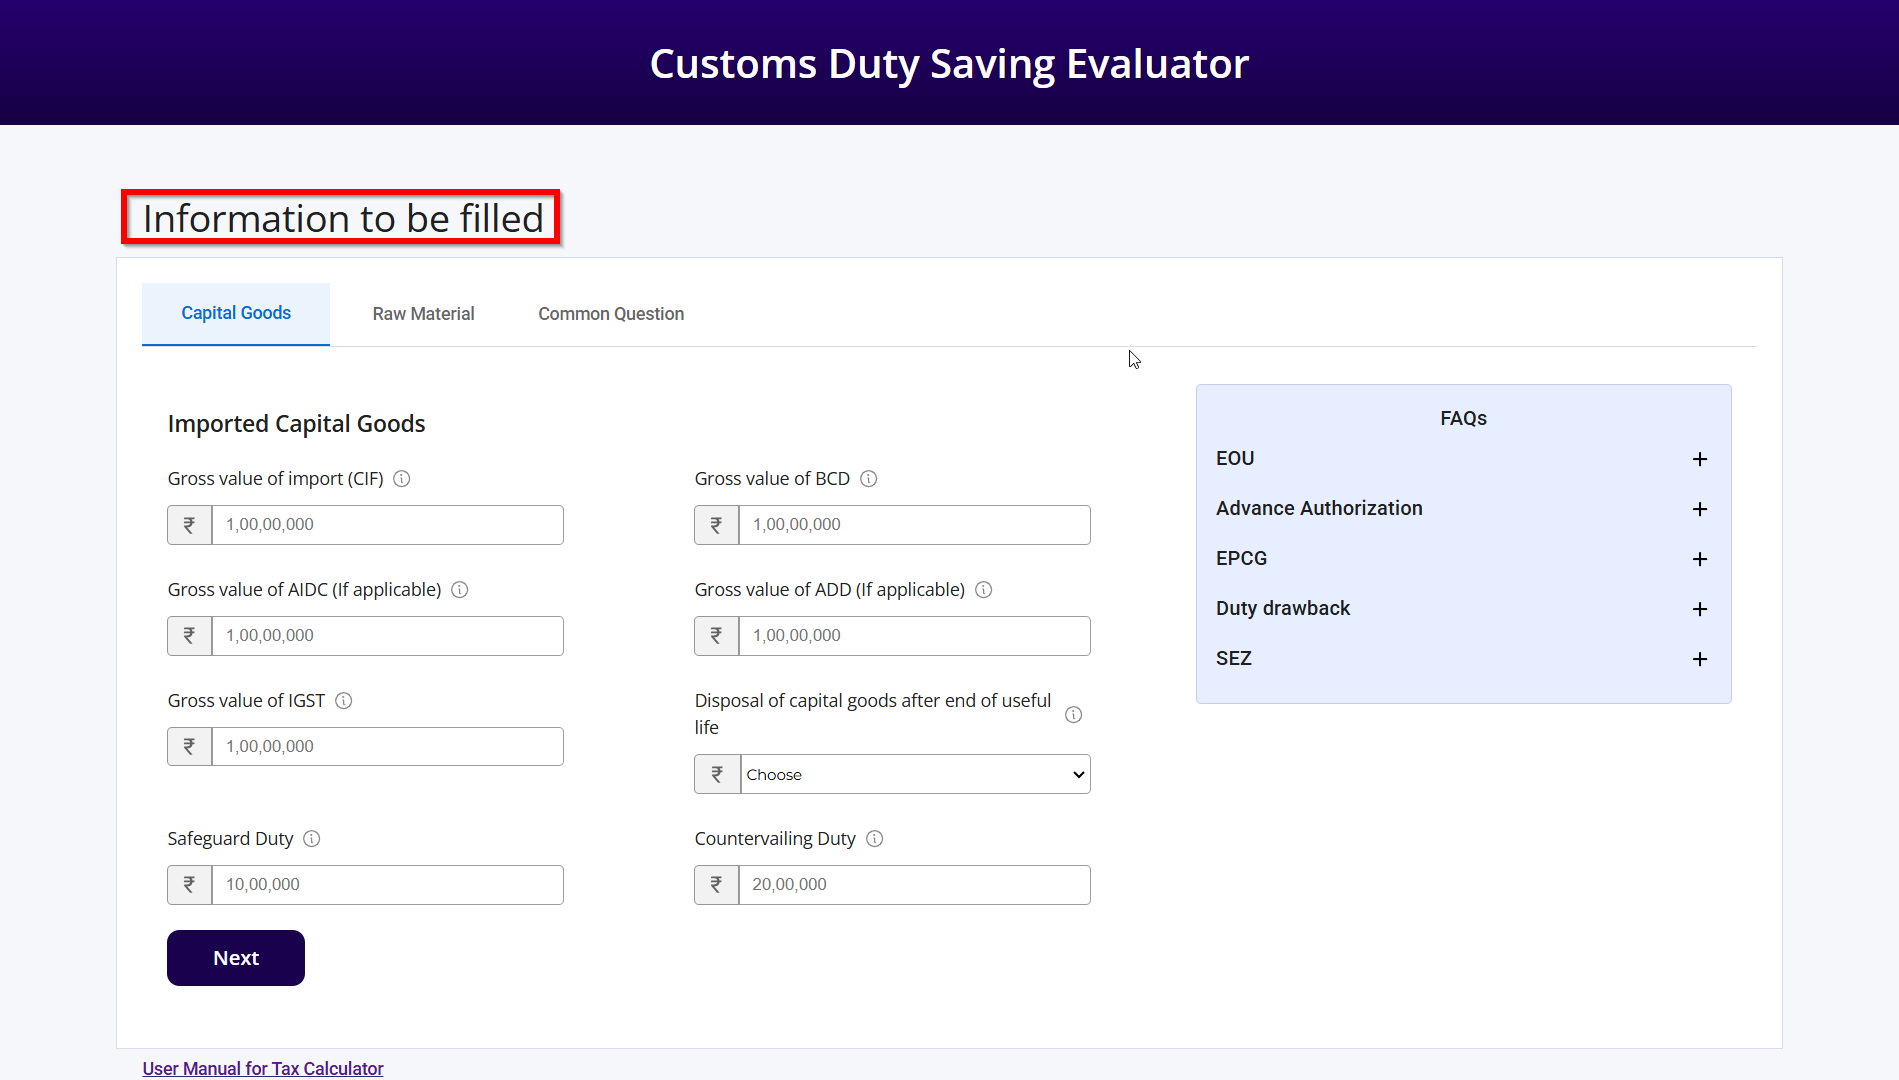 Customs Duty Saving Evaluator
Information to be filled
Capital Goods
Raw Material
Common Question
Imported Capital Goods
Gross value of import (CIF)
₹ 1,00,00,000
Gross value of BCD
₹ 1,00,00,000
Gross value of AIDC (If applicable)
₹ 1,00,00,000
Gross value of ADD (If applicable)
₹ 1,00,00,000
Gross value of IGST
₹ 1,00,00,000
Disposal of capital goods after end of useful
life
₹ Choose
Safeguard Duty
₹ 10,00,000
Countervailing Duty
₹ 20,00,000
Next
FAQs
EOU +
Advance Authorization +
EPCG +
Duty drawback +
SEZ +
User Manual for Tax Calculator